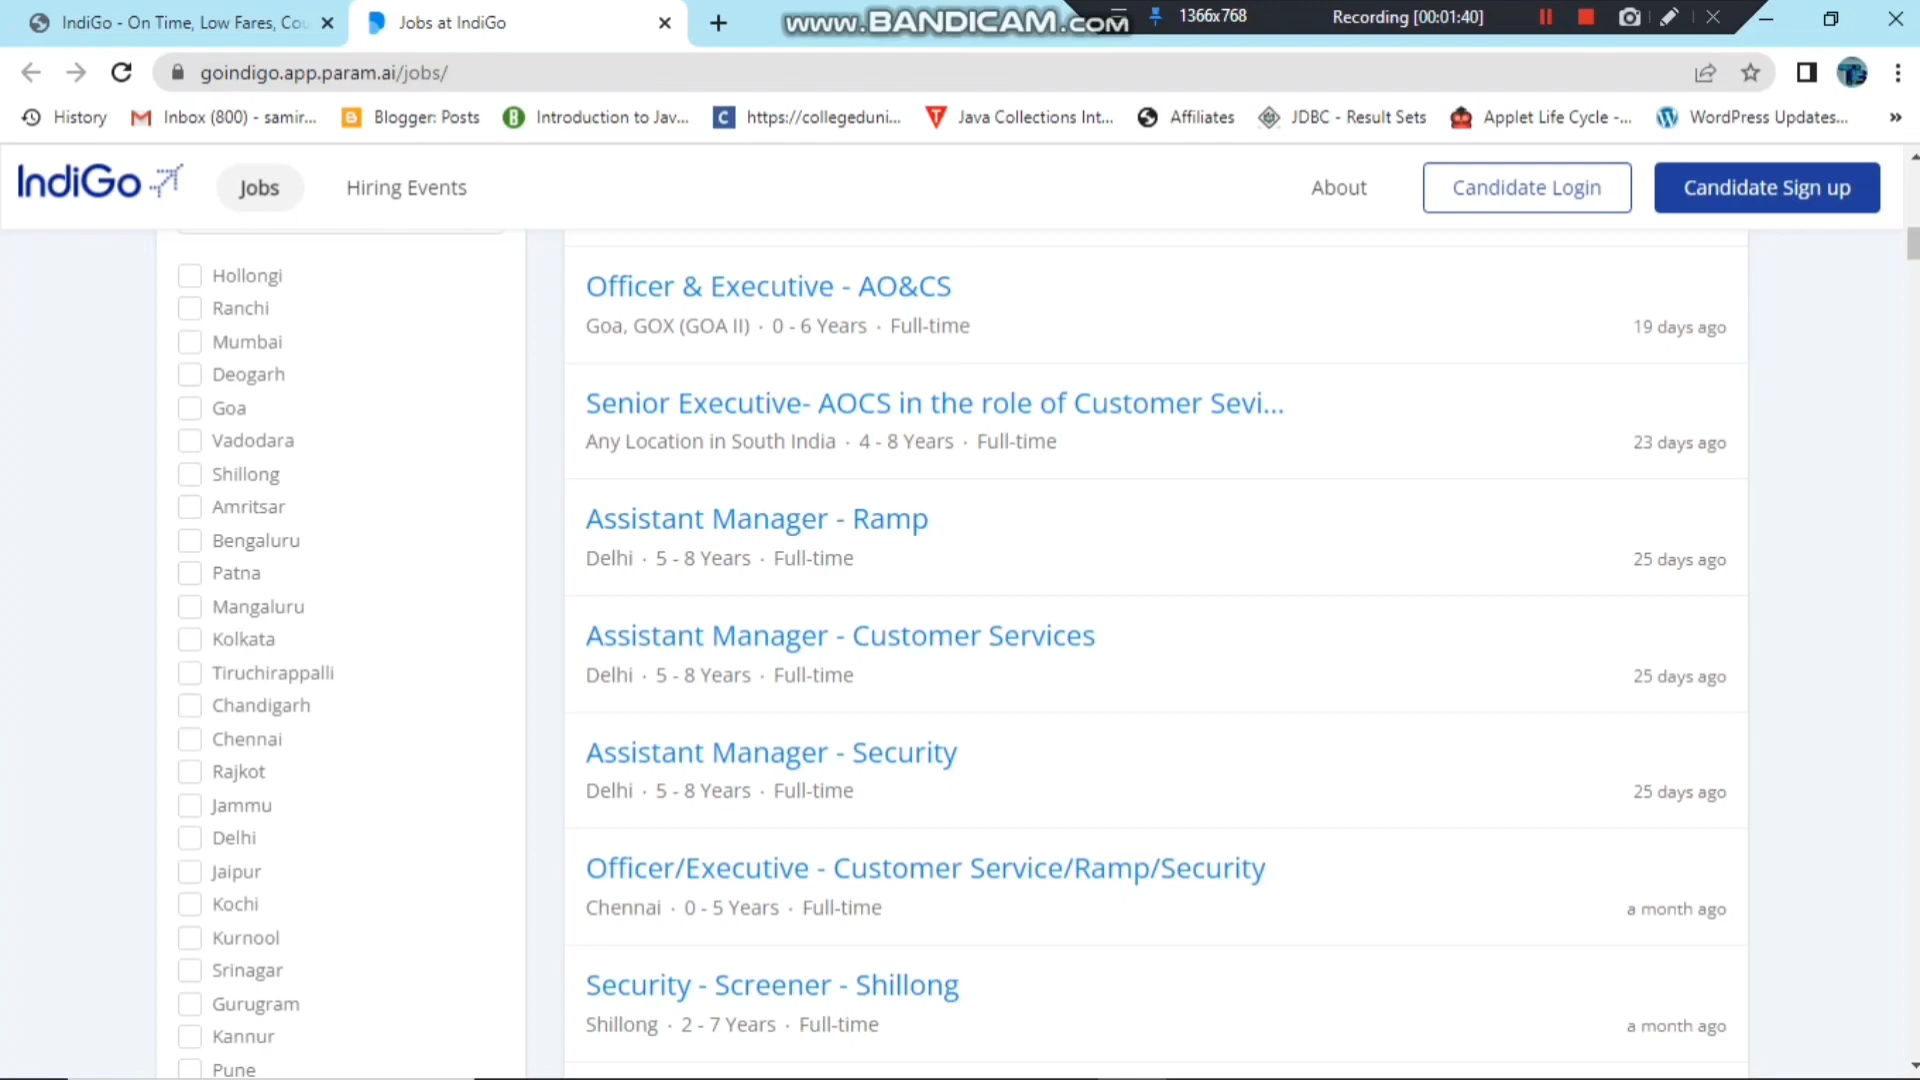 IndiGo - On Time, Low Fares, Cou
Jobs at IndiGo
www.BANDICAM.com
1366x768
Recording [00:01:40]
goindigo.app.param.ai/jobs/
History
Inbox (800) - samir...
Blogger: Posts
Introduction to Jav...
https://collegeduni...
Java Collections Int...
Affiliates
JDBC - Result Sets
Applet Life Cycle -...
WordPress Updates...
»
IndiGo
Jobs
Hiring Events
About
Candidate Login
Candidate Sign up
Hollongi
Ranchi
Mumbai
Deogarh
Goa
Vadodara
Shillong
Amritsar
Bengaluru
Patna
Mangaluru
Kolkata
Tiruchirappalli
Chandigarh
Chennai
Rajkot
Jammu
Delhi
Jaipur
Kochi
Kurnool
Srinagar
Gurugram
Kannur
Pune
Officer & Executive - AO&CS
Goa, GOX (GOA II) · 0 - 6 Years · Full-time
19 days ago
Senior Executive- AOCS in the role of Customer Sevi...
Any Location in South India · 4 - 8 Years · Full-time
23 days ago
Assistant Manager - Ramp
Delhi · 5 - 8 Years · Full-time
25 days ago
Assistant Manager - Customer Services
Delhi · 5 - 8 Years · Full-time
25 days ago
Assistant Manager - Security
Delhi · 5 - 8 Years · Full-time
25 days ago
Officer/Executive - Customer Service/Ramp/Security
Chennai · 0 - 5 Years · Full-time
a month ago
Security - Screener - Shillong
Shillong · 2 - 7 Years · Full-time
a month ago